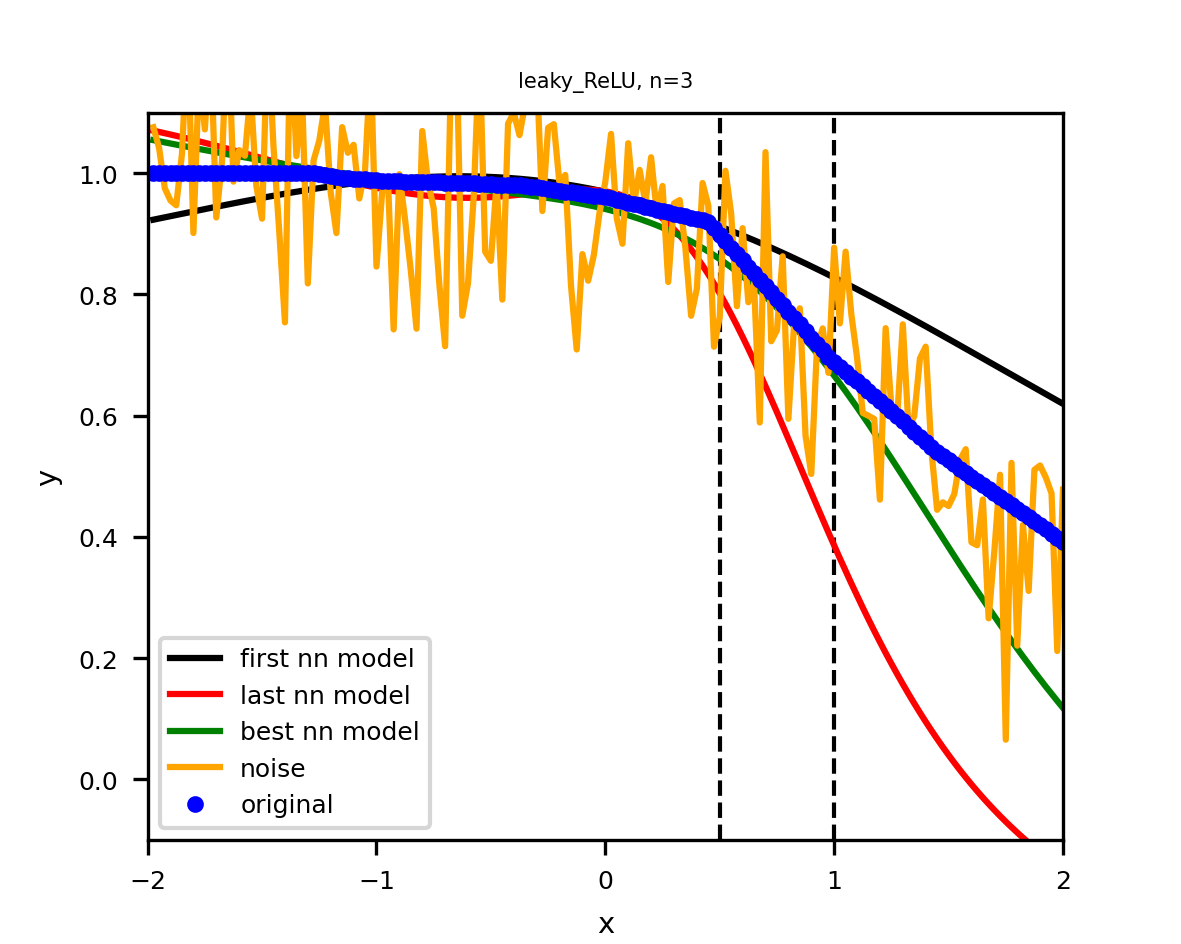 leaky_ReLU, n=3
1.0
0.8
0.6
0.4
0.2
0.0
y
first nn model
last nn model
best nn model
noise
original
−2
−1
0
1
2
x